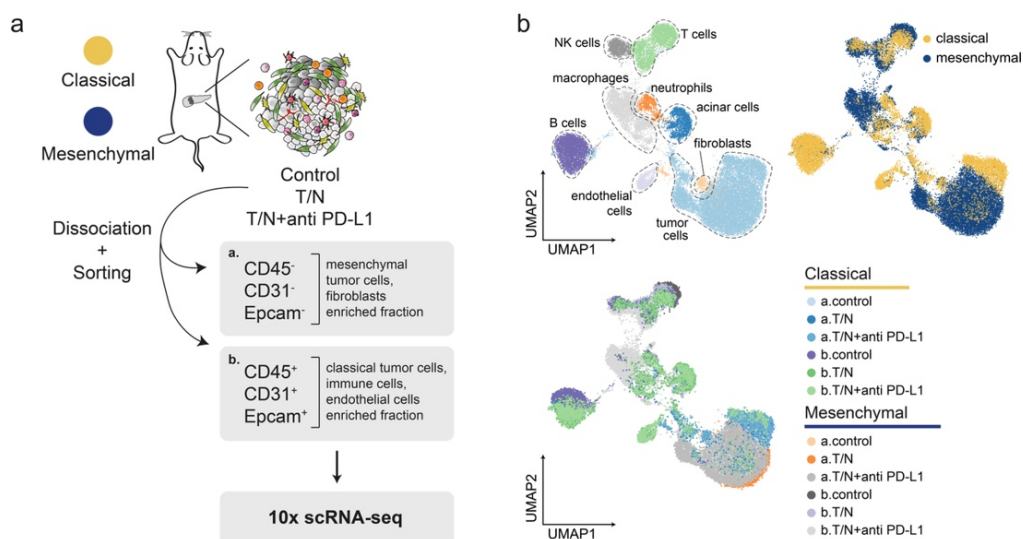 a
Classical
Mesenchymal
Control
T/N
T/N+anti PD-L1
Dissociation
+
Sorting
a.
CD45-
CD31-
Epcam-
mesenchymal
tumor cells,
fibroblasts
enriched fraction
b.
CD45+
CD31+
Epcam+
classical tumor cells,
immune cells,
endothelial cells
enriched fraction
10x scRNA-seq
b
NK cells
T cells
macrophages
neutrophils
acinar cells
B cells
fibroblasts
endothelial
cells
tumor
cells
UMAP2
UMAP1
classical
mesenchymal
UMAP2
UMAP1
Classical
a.control
a.T/N
a.T/N+anti PD-L1
b.control
b.T/N
b.T/N+anti PD-L1
Mesenchymal
a.control
a.T/N
a.T/N+anti PD-L1
b.control
b.T/N
b.T/N+anti PD-L1